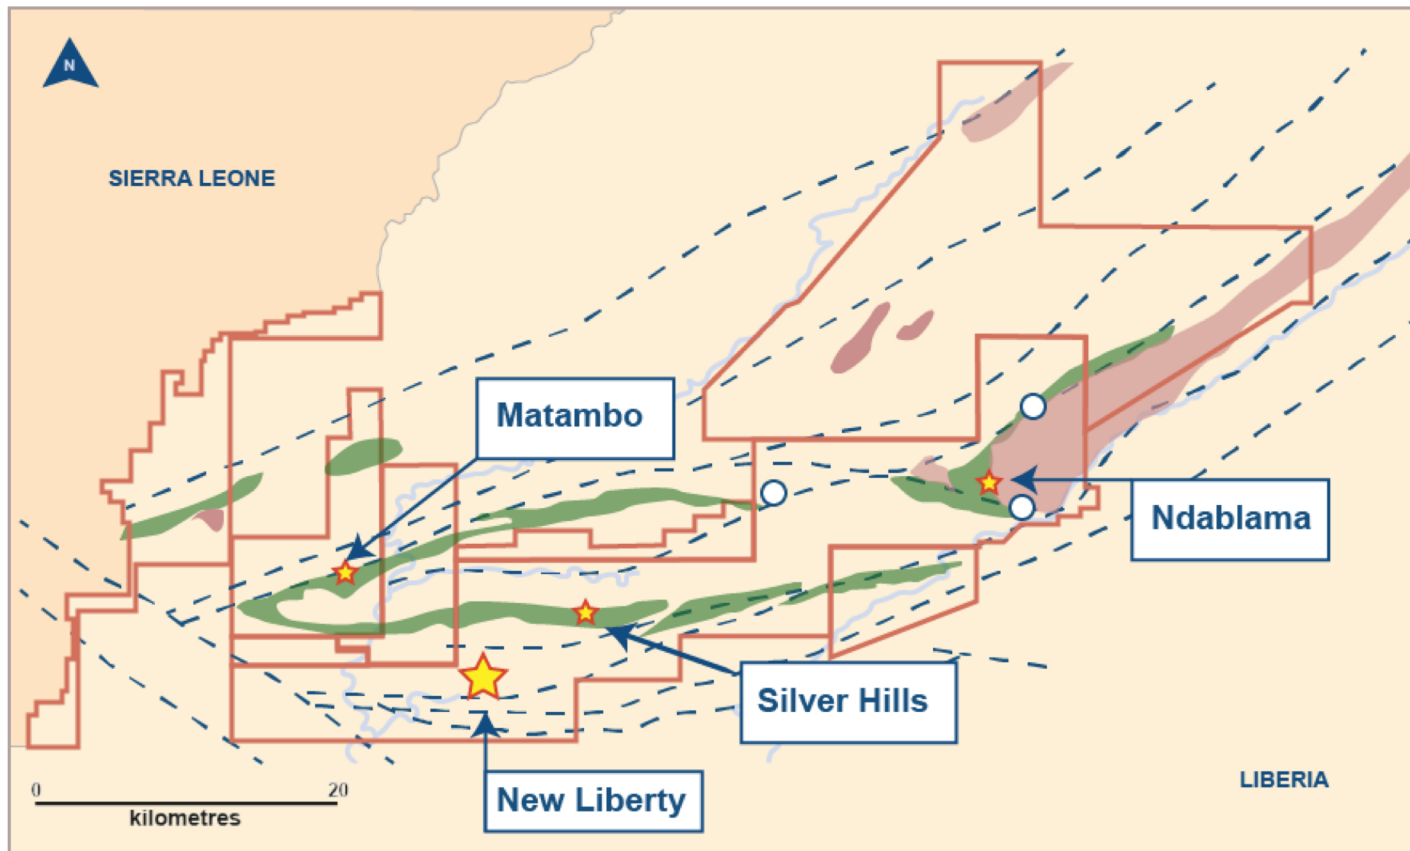 N
SIERRA LEONE
Matambo
Ndablama
Silver Hills
New Liberty
LIBERIA
0 20
kilometres